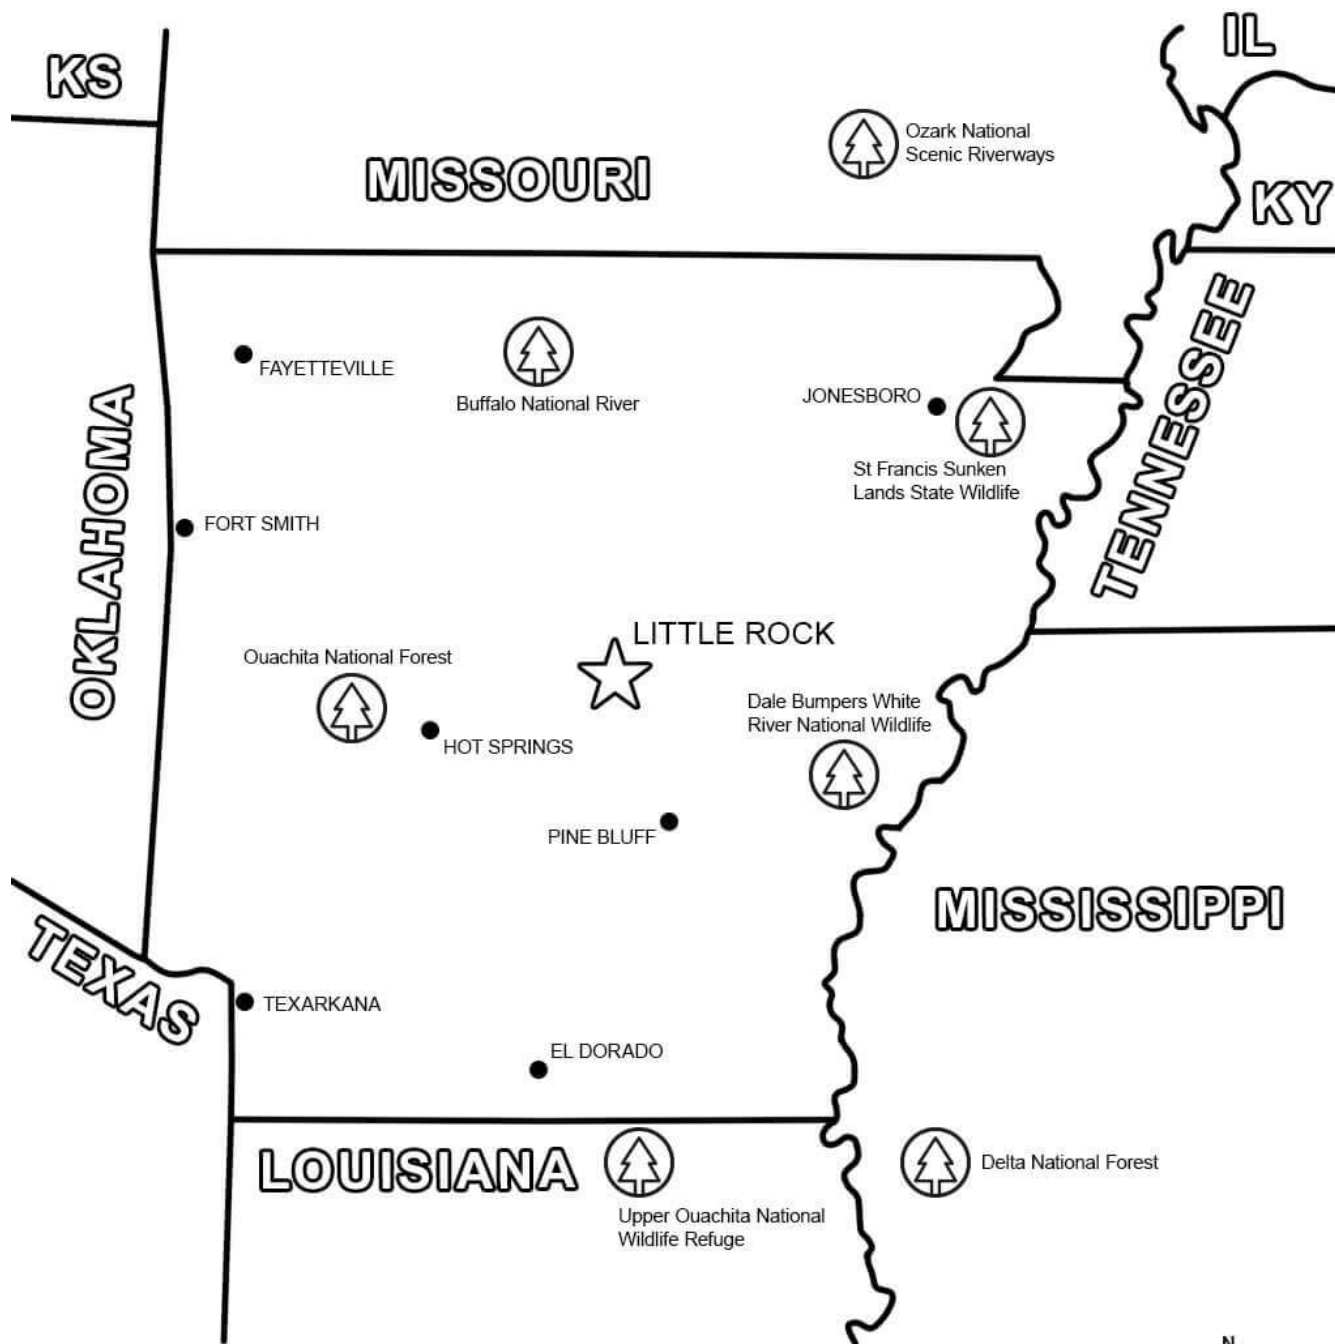 IL
KS
Ozark National
Scenic Riverways
MISSOURI
KY
TENNESSEE
FAYETTEVILLE
Buffalo National River
JONESBORO
OKLAHOMA
St Francis Sunken
Lands State Wildlife
FORT SMITH
LITTLE ROCK
Ouachita National Forest
Dale Bumpers White
River National Wildlife
HOT SPRINGS
PINE BLUFF
MISSISSIPPI
TEXAS
TEXARKANA
EL DORADO
LOUISIANA
Delta National Forest
Upper Ouachita National
Wildlife Refuge
N